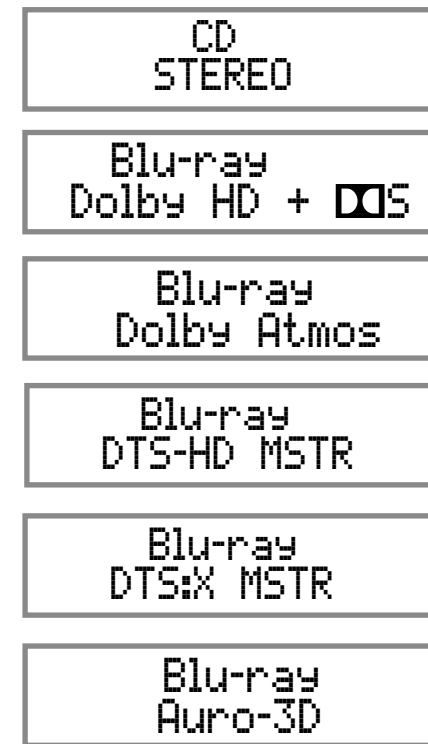 CD
STEREO
Blu-ray
Dolby HD + DDS
Blu-ray
Dolby Atmos
Blu-ray
DTS-HD MSTR
Blu-ray
DTS:X MSTR
Blu-ray
Auro-3D